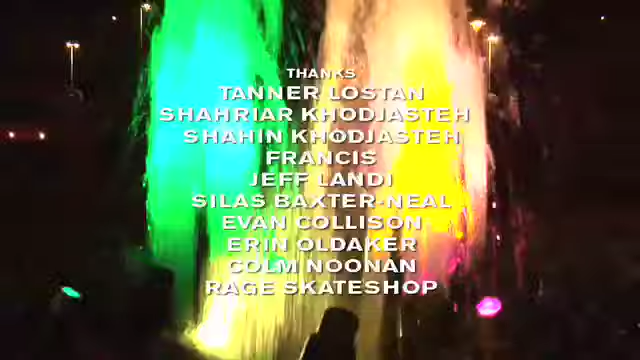 THANKS
TANNER LOSTAN
SHAHRIAR KHODJASTEH
SHAHIN KHODJASTEH
FRANCIS
JEFF LANDI
SILAS BAXTER-NEAL
EVAN COLLISON
ERIN OLDAKER
COLM NOONAN
RAGE SKATESHOP